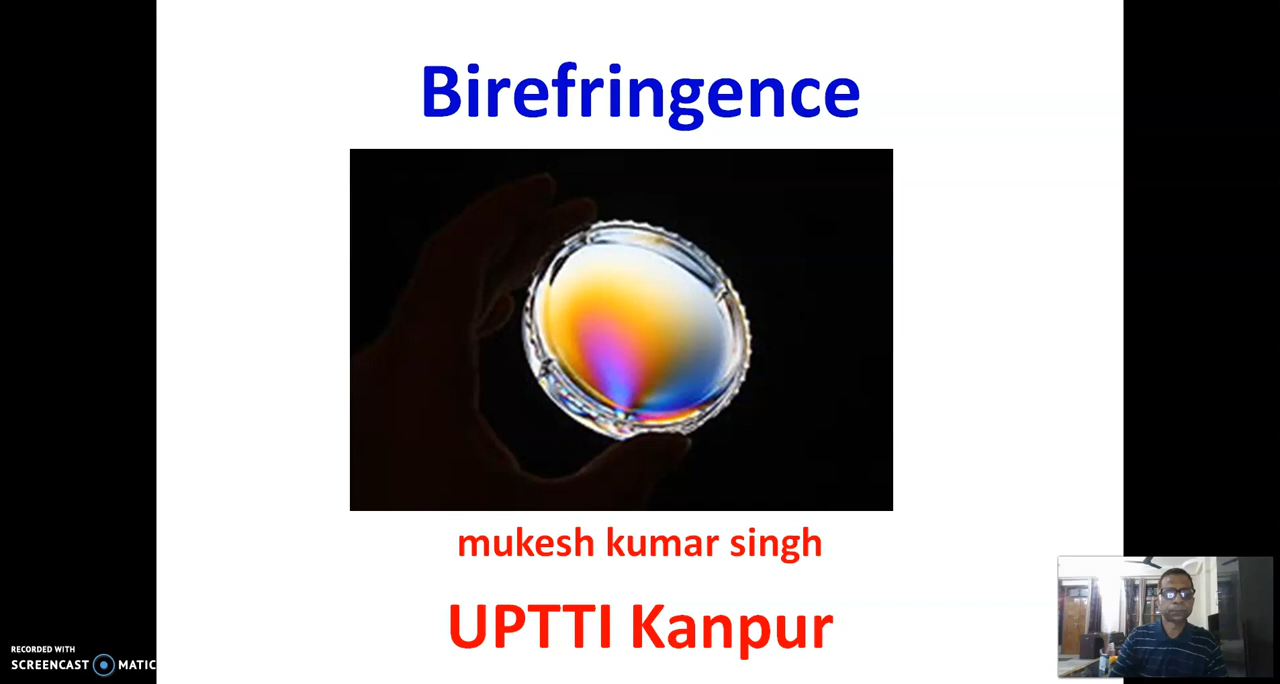 Birefringence
mukesh kumar singh
UPTTI Kanpur
RECORDED WITH
SCREENCAST MATIC